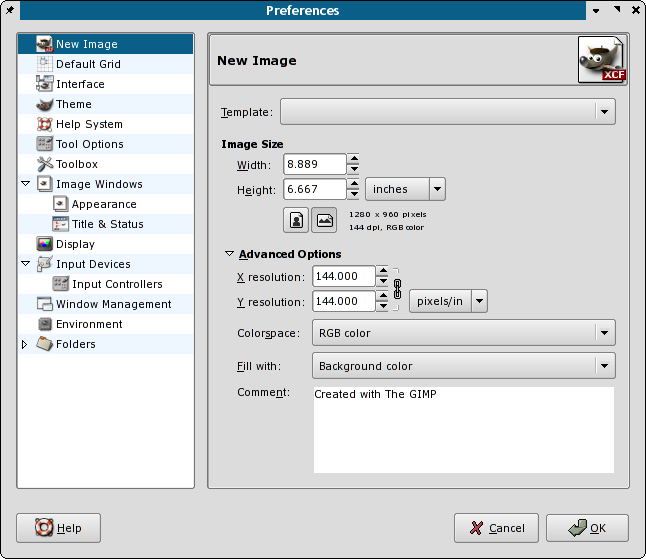 Preferences
New Image
Default Grid
Interface
Theme
Help System
Tool Options
Toolbox
Image Windows
Appearance
Title & Status
Display
Input Devices
Input Controllers
Window Management
Environment
Folders
New Image
XCF
Template:
Image Size
Width: 8.889
Height: 6.667 inches
1280 x 960 pixels
144 dpi, RGB color
Advanced Options
X resolution: 144.000
Y resolution: 144.000 pixels/in
Colorspace: RGB color
Fill with: Background color
Comment: Created with The GIMP
Help Cancel OK